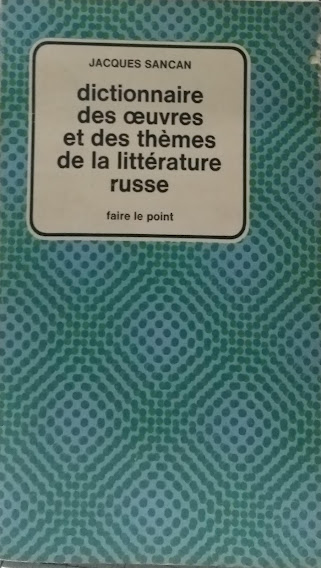 JACQUES SANCAN
dictionnaire
des œuvres
et des thèmes
de la littérature
russe
faire le point